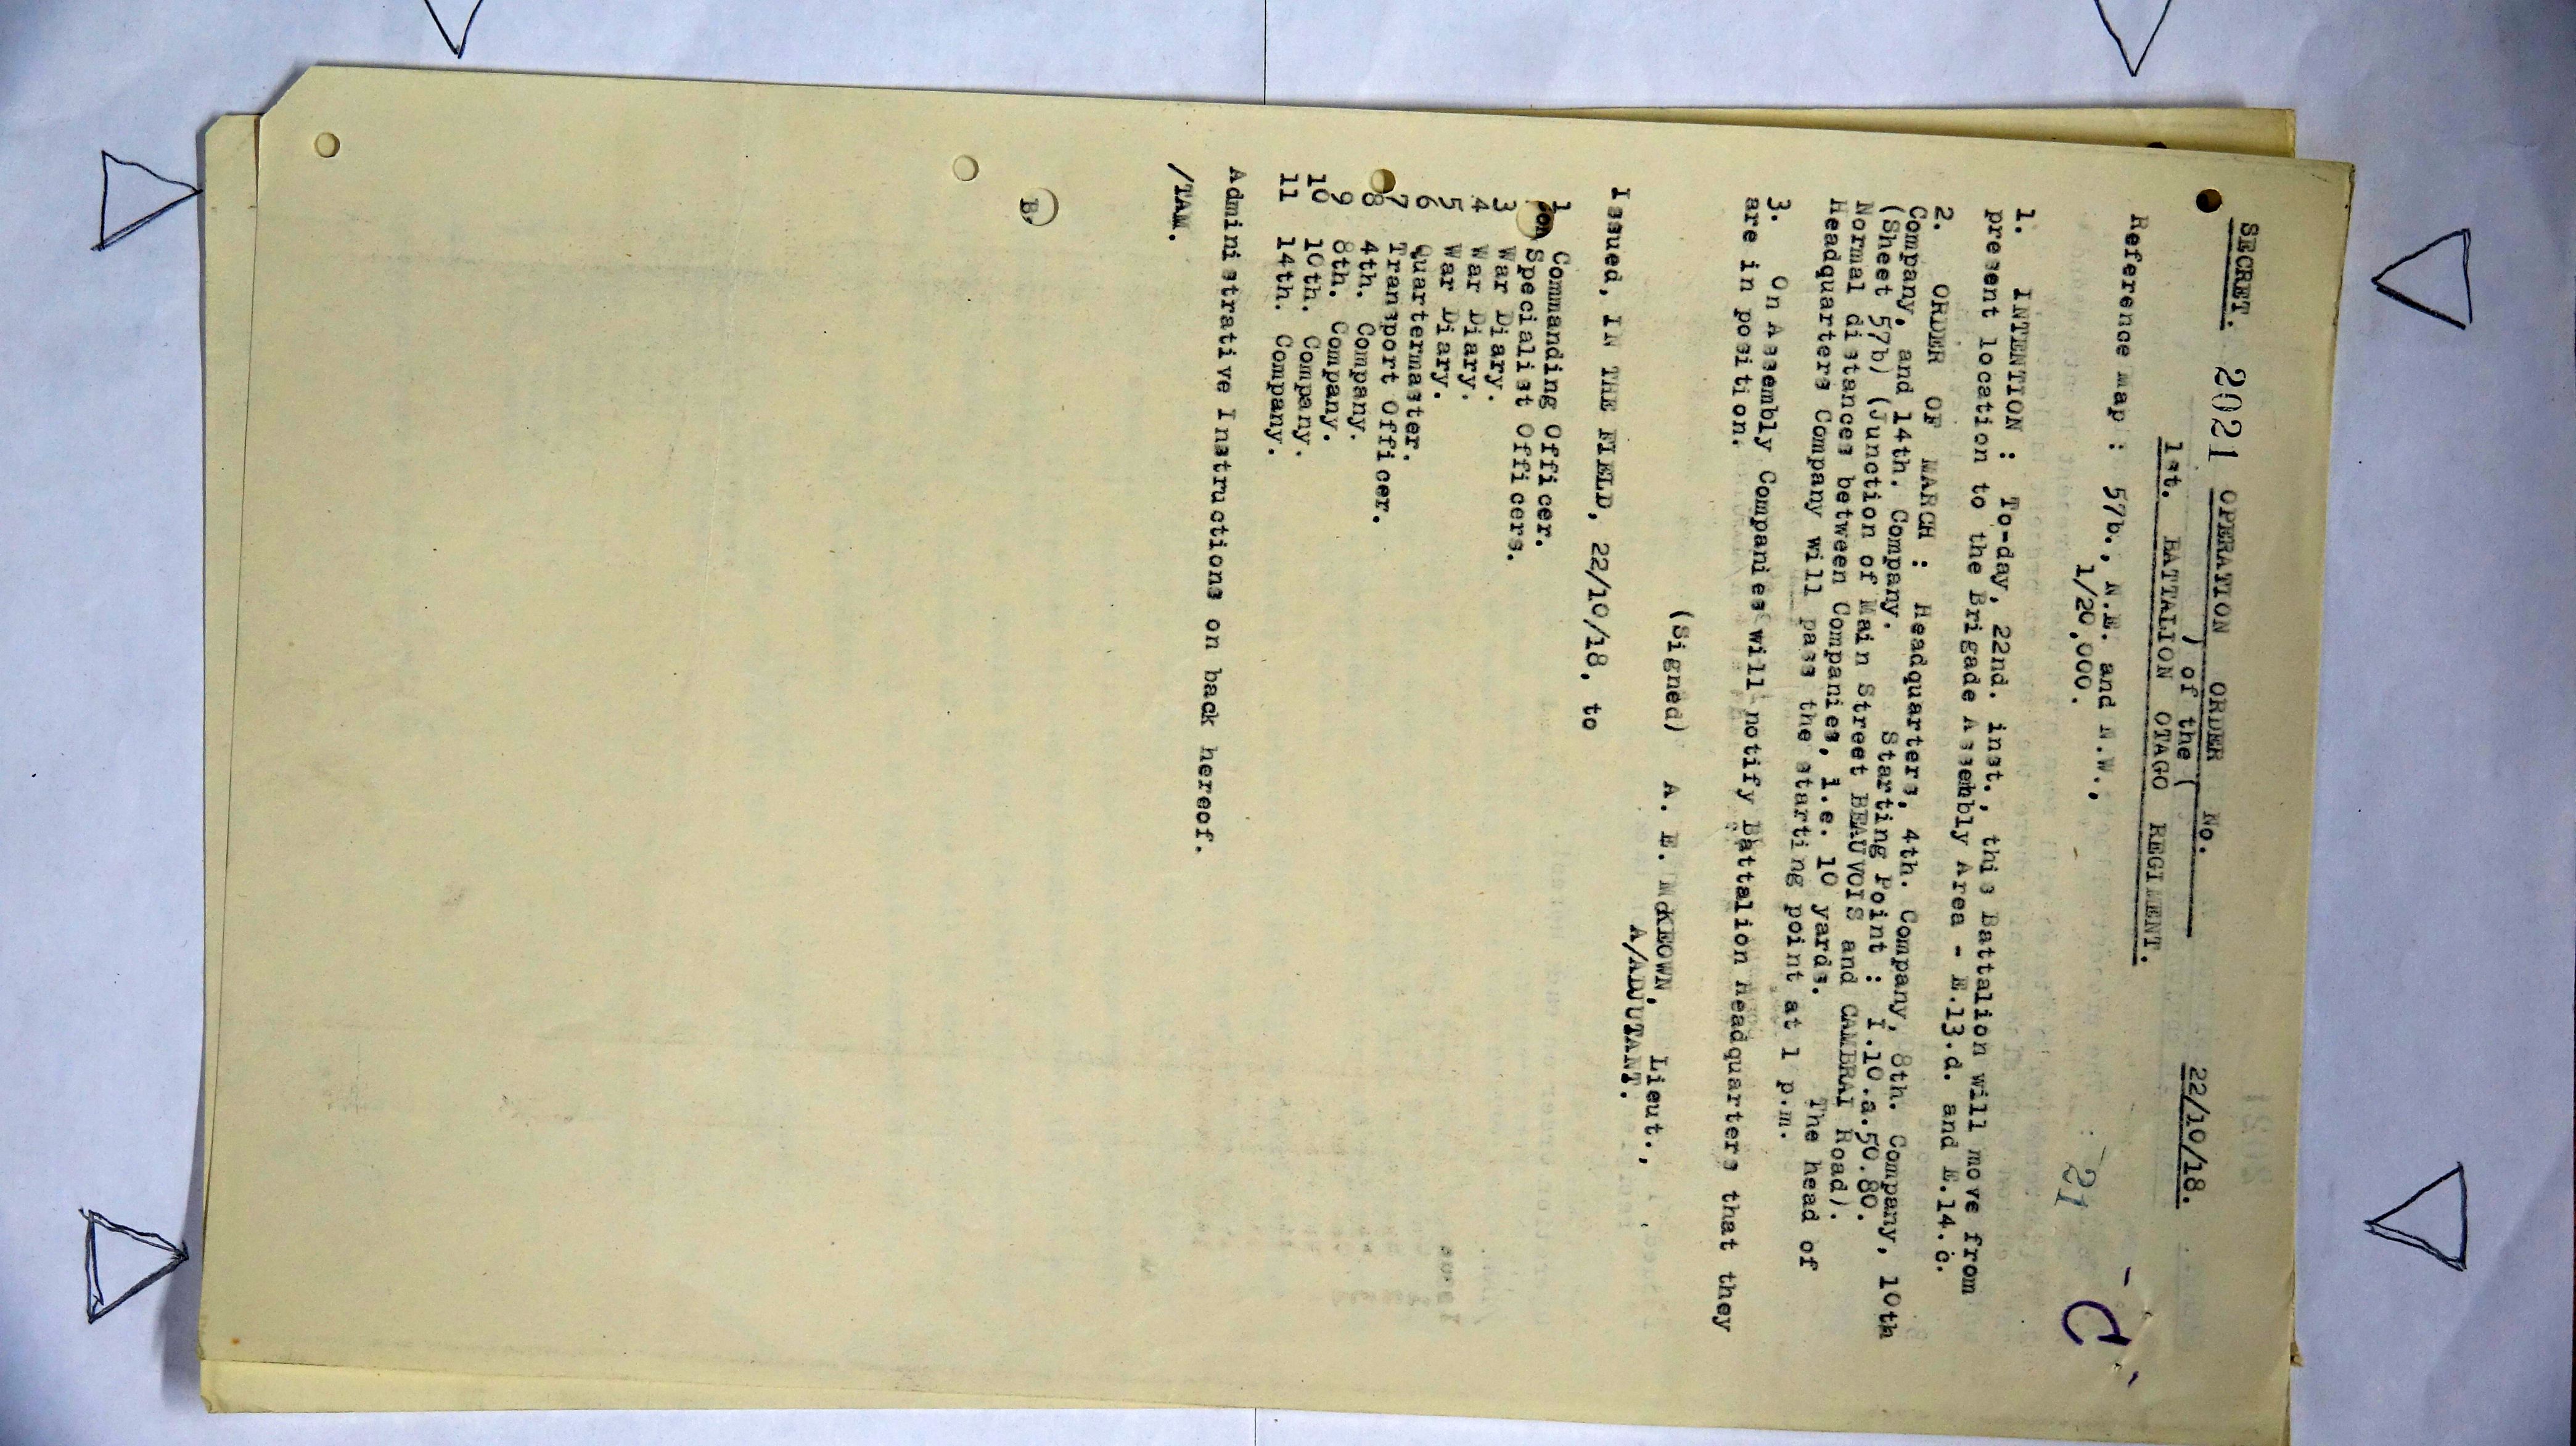 SECRET. 2021 OPERATION ORDER No.
) of the ( 22/10/18.
1st. BATTALION OTAGO REGIMENT.
Reference map : 57b., N.E. and N.W.,
1/20,000.
21
C
1. INTENTION : To-day, 22nd. inst., this Battalion will move from
present location to the Brigade Assembly Area - E.13.d. and E.14.c.
2. ORDER OF MARCH : Headquarters, 4th. Company, 8th. Company, 10th
Company, and 14th. Company. Starting Point : I.10.a.50.80.
(Sheet 57b) (Junction of Main Street BEAUVOIS and CAMBRAI Road).
Normal distances between Companies, i.e. 10 yards. The head of
Headquarters Company will pass the starting point at 1 p.m.
3. On Assembly Companies will notify Battalion Headquarters that they
are in position.
(Signed) A. E. McKEOWN, Lieut.,
A/ADJUTANT.
Issued, IN THE FIELD, 22/10/18, to
1 Commanding Officer.
Specialist Officers.
3 War Diary.
4 War Diary.
5 War Diary.
6 Quartermaster.
7 Transport Officer.
8 4th. Company.
9 8th. Company.
10 10th. Company.
11 14th. Company.
Administrative Instructions on back hereof.
/TAM.